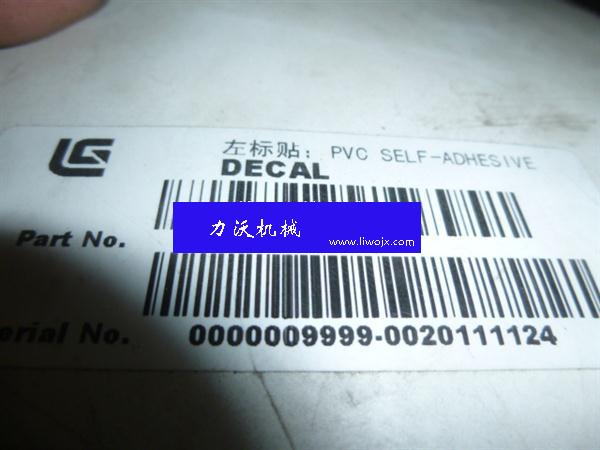 左标贴; PVC SELF-ADHESIVE
DECAL
Part No.
力沃机械
www.liwojx.com
erial No.
0000009999-0020111124